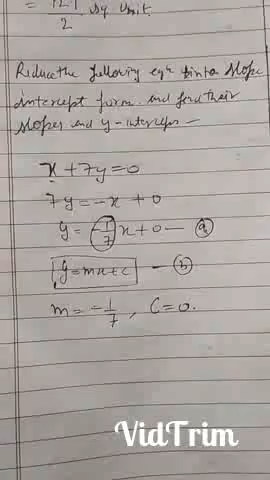 = 121/2 sq unit.
Reduce the following eqn into slope
intercept form and find their
slopes and y-intercepts -
x + 7y = 0
7y = -x + 0
y = -1/7 x + 0 — (a)
y = mx + c — (b)
m = -1/7, C = 0.
VidTrim